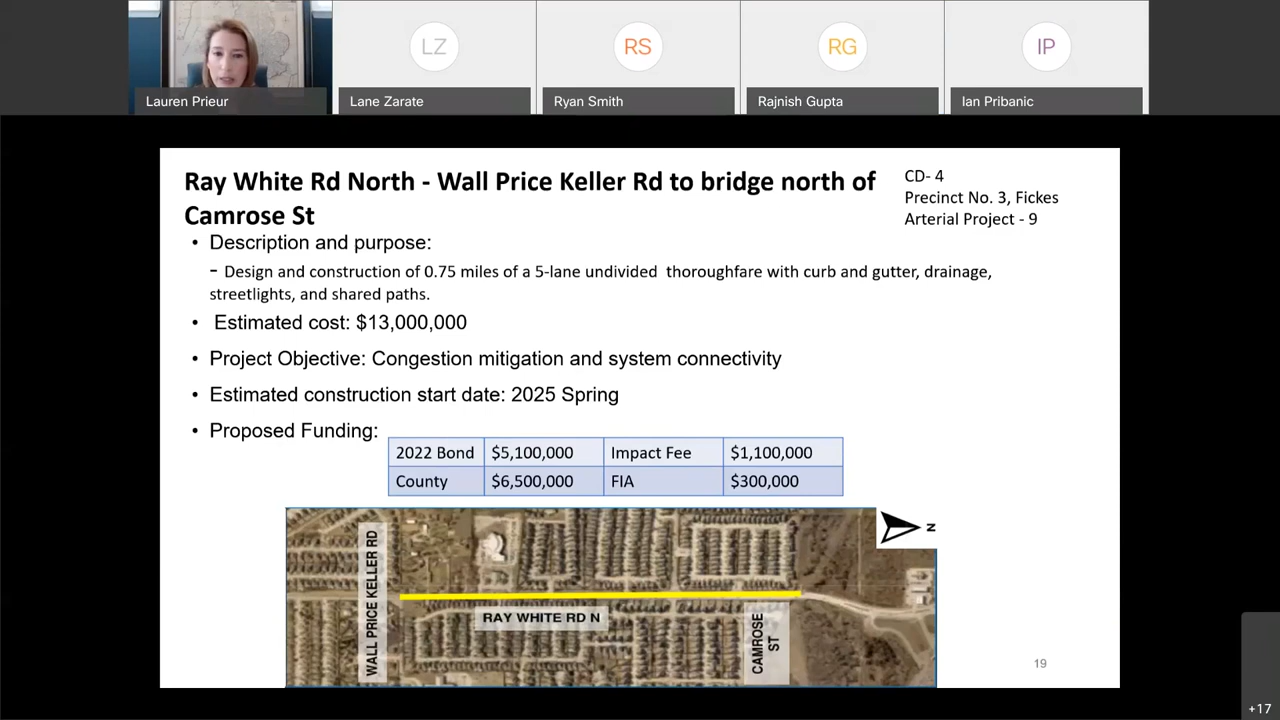 LZ
RS
RG
IP
Lauren Prieur
Lane Zarate
Ryan Smith
Rajnish Gupta
Ian Pribanic
Ray White Rd North - Wall Price Keller Rd to bridge north of
Camrose St
CD- 4
Precinct No. 3, Fickes
Arterial Project - 9
• Description and purpose:
- Design and construction of 0.75 miles of a 5-lane undivided thoroughfare with curb and gutter, drainage,
streetlights, and shared paths.
• Estimated cost: $13,000,000
• Project Objective: Congestion mitigation and system connectivity
• Estimated construction start date: 2025 Spring
• Proposed Funding:
2022 Bond $5,100,000 Impact Fee $1,100,000
County $6,500,000 FIA $300,000
WALL PRICE KELLER RD
RAY WHITE RD N
CAMROSE
ST
N
19
+17